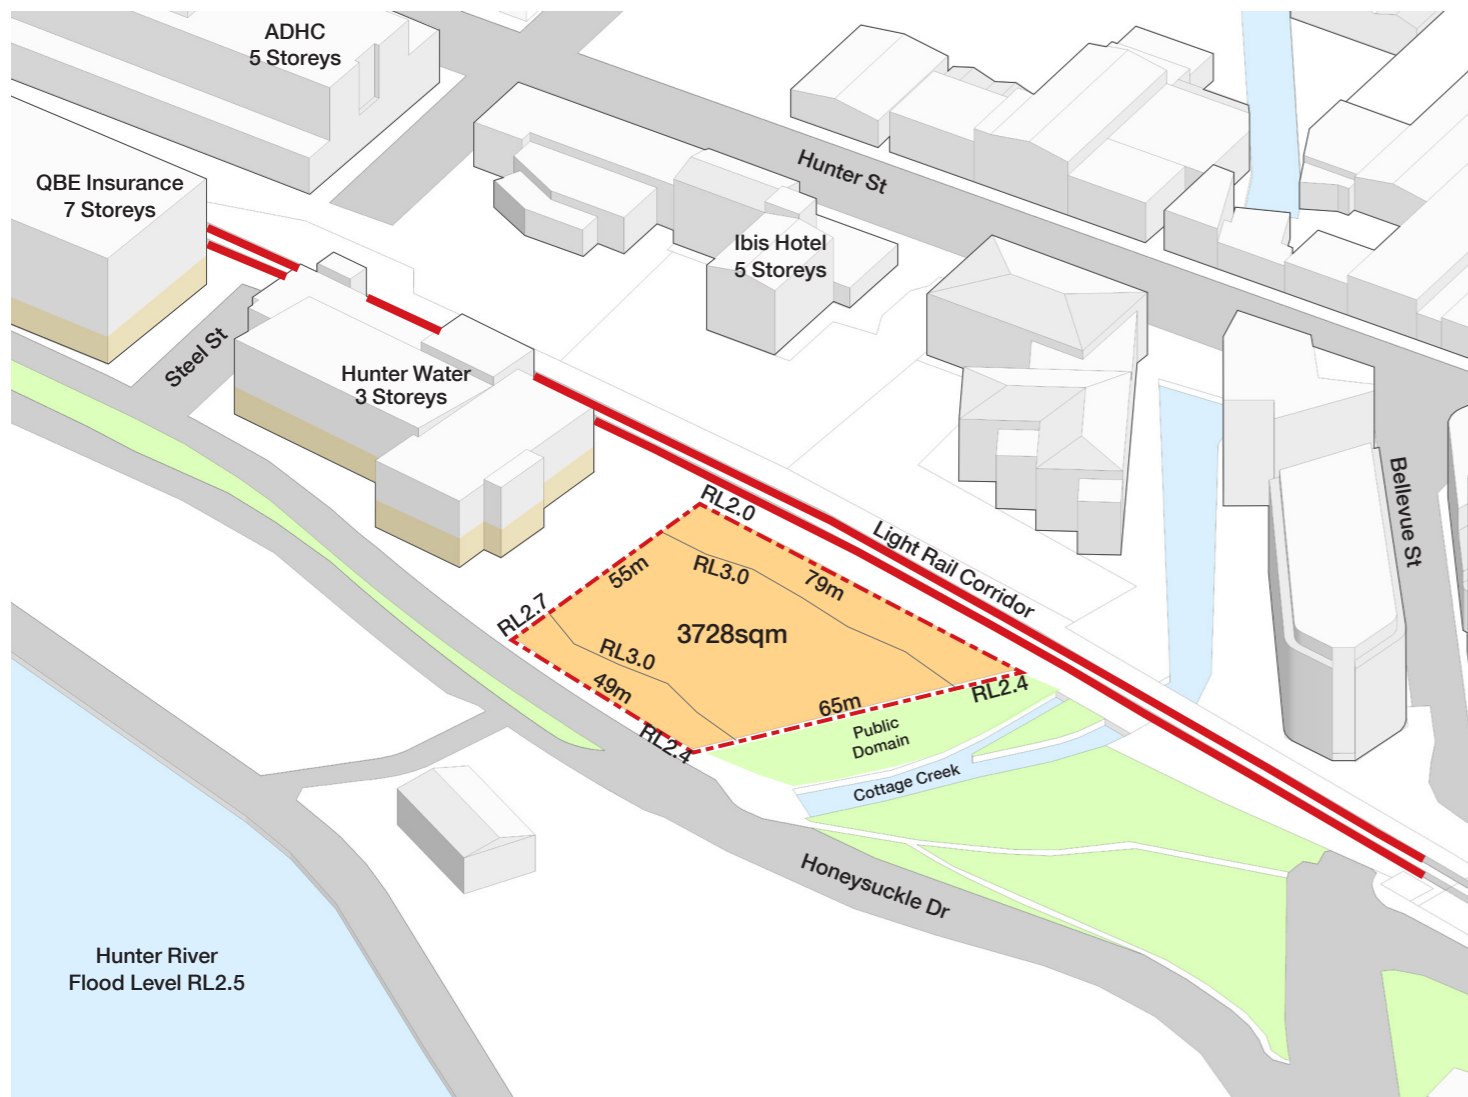 ADHC
5 Storeys
QBE Insurance
7 Storeys
Hunter St
Ibis Hotel
5 Storeys
Steel St
Hunter Water
3 Storeys
Bellevue St
RL2.0
Light Rail Corridor
RL3.0
79m
55m
RL2.7
3728sqm
RL3.0
49m
65m
RL2.4
RL2.4
Public
Domain
Cottage Creek
Honeysuckle Dr
Hunter River
Flood Level RL2.5